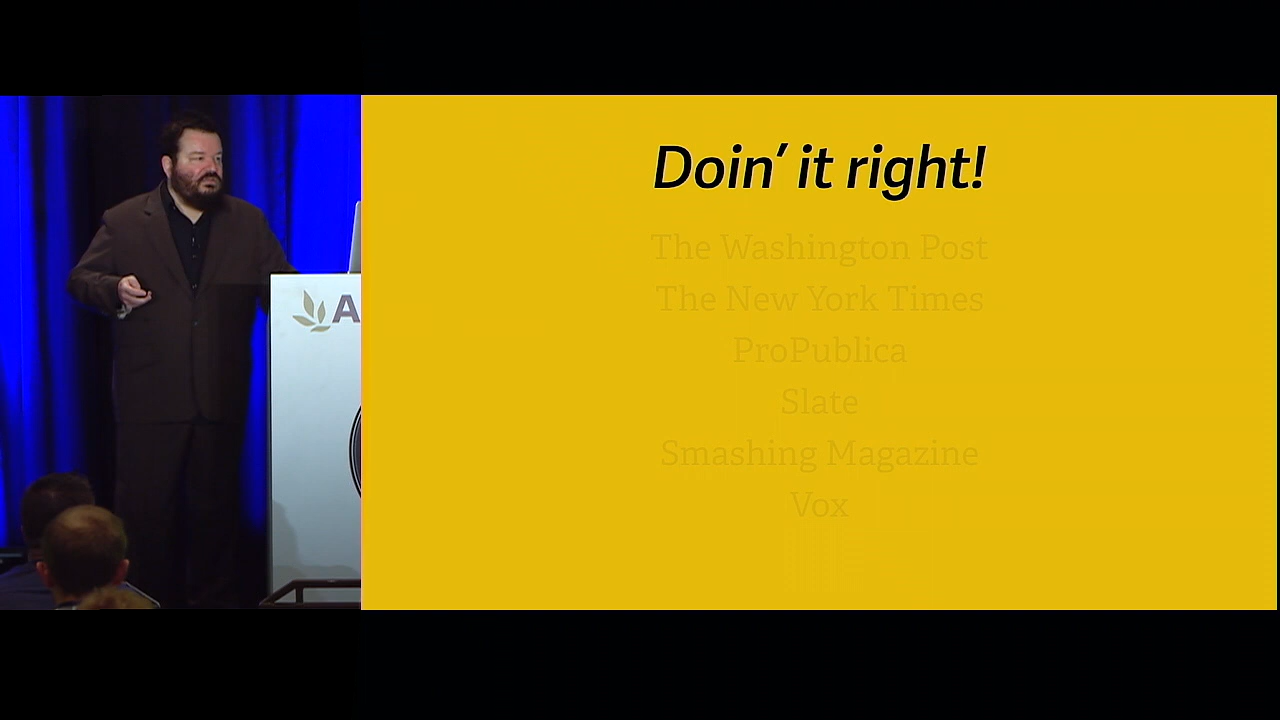 Doin’ it right!
The Washington Post
The New York Times
ProPublica
Slate
Smashing Magazine
Vox
A